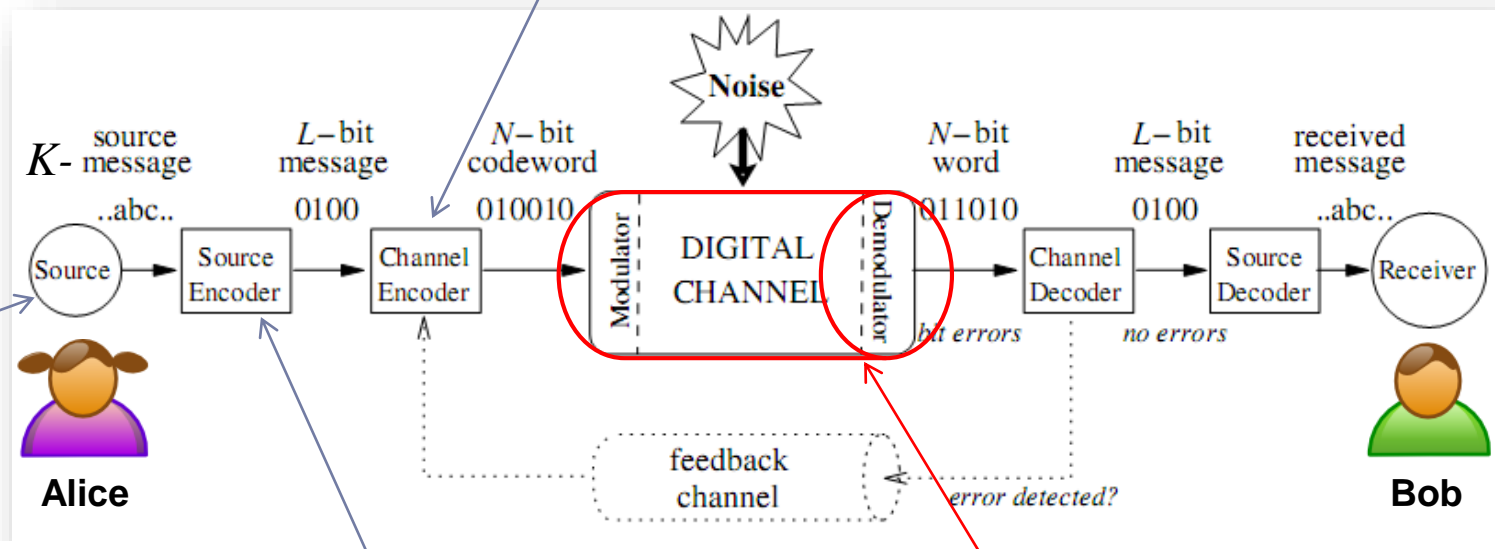 Noise
K-
source
message
..abc..
L-bit
message
0100
N-bit
codeword
010010
N-bit
word
011010
L-bit
message
0100
received
message
..abc..
Source
Source
Encoder
Channel
Encoder
Modulator
DIGITAL
CHANNEL
Demodulator
Channel
Decoder
Source
Decoder
Receiver
bit errors
no errors
feedback
channel
error detected?
Alice
Bob